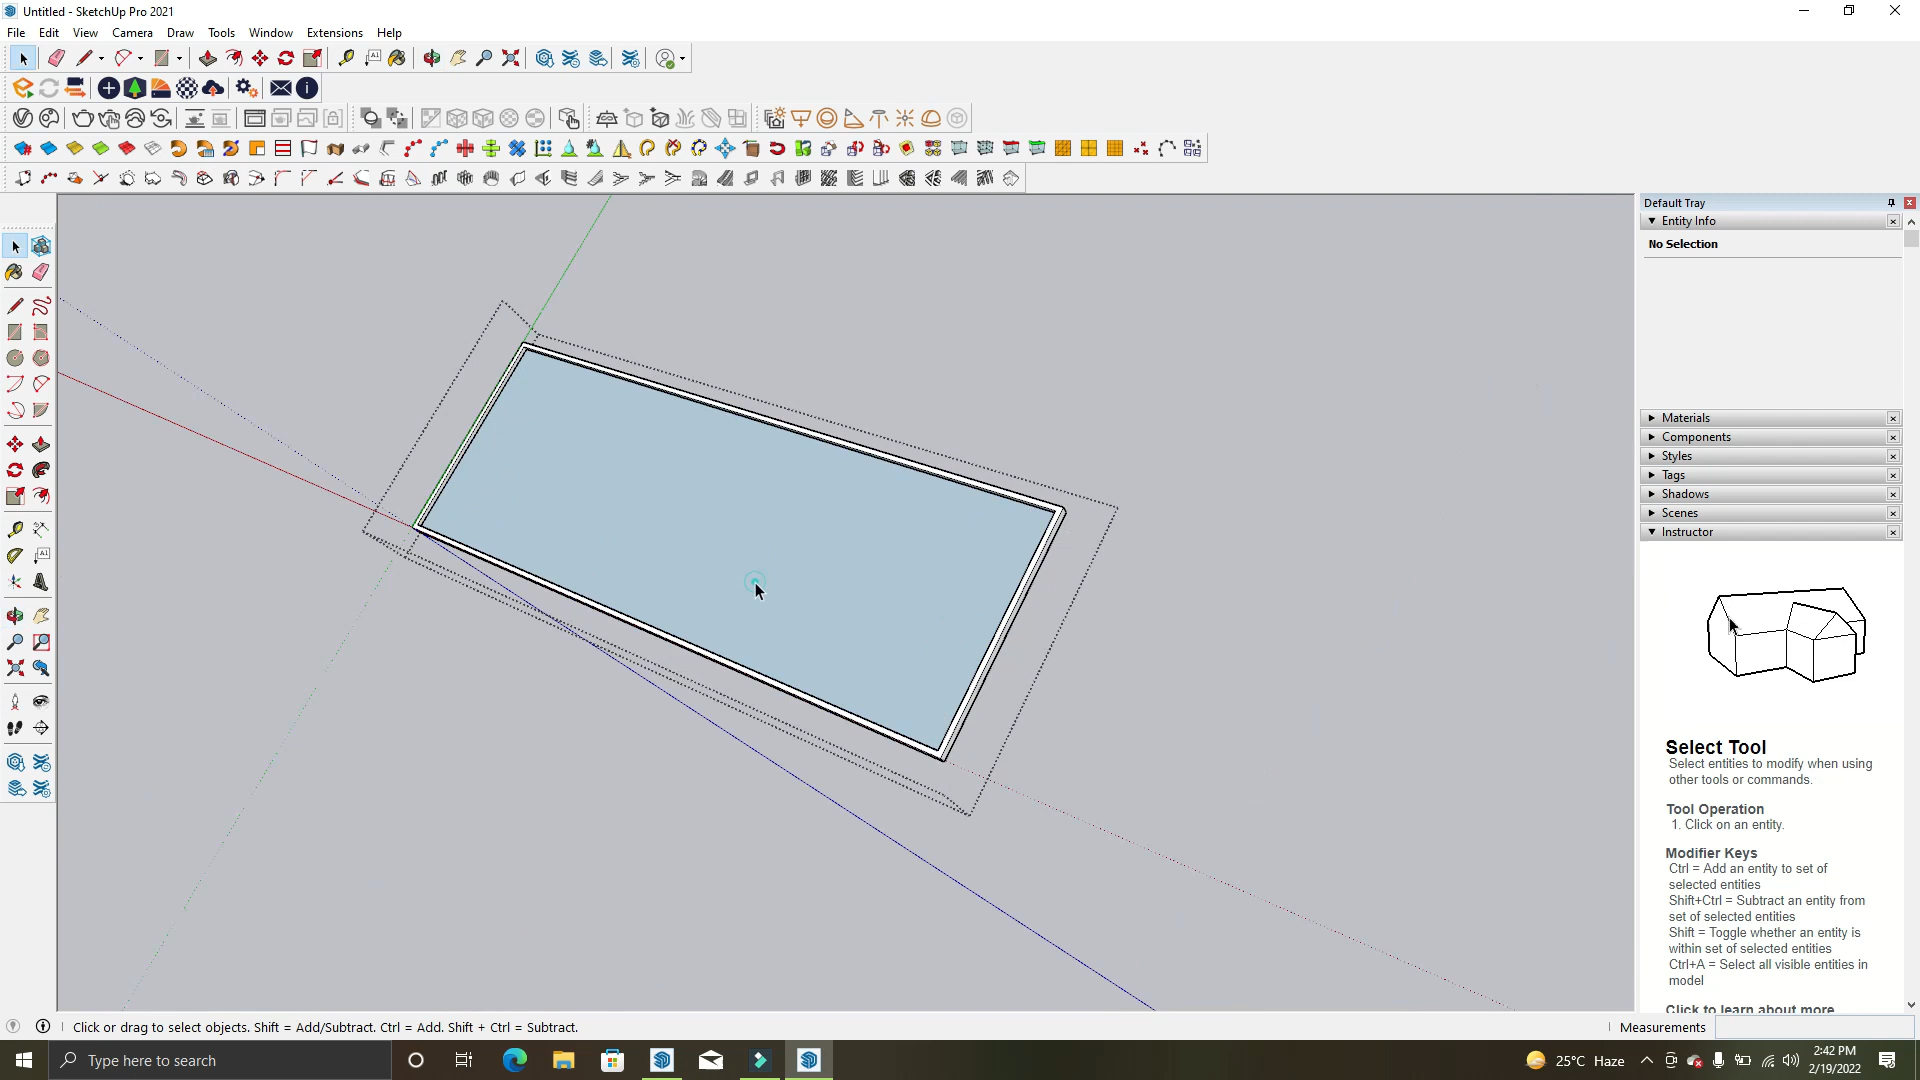 Untitled - SketchUp Pro 2021
File Edit View Camera Draw Tools Window Extensions Help
Default Tray
Entity Info
No Selection
Materials
Components
Styles
Tags
Shadows
Scenes
Instructor
Select Tool
Select entities to modify when using
other tools or commands.
Tool Operation
1. Click on an entity.
Modifier Keys
Ctrl = Add an entity to set of
selected entities
Shift+Ctrl = Subtract an entity from
set of selected entities
Shift = Toggle whether an entity is
within set of selected entities
Ctrl+A = Select all visible entities in
model
Click to learn about more
Click or drag to select objects. Shift = Add/Subtract. Ctrl = Add. Shift + Ctrl = Subtract.
Measurements
Type here to search
25°C Haze
2:42 PM
2/19/2022